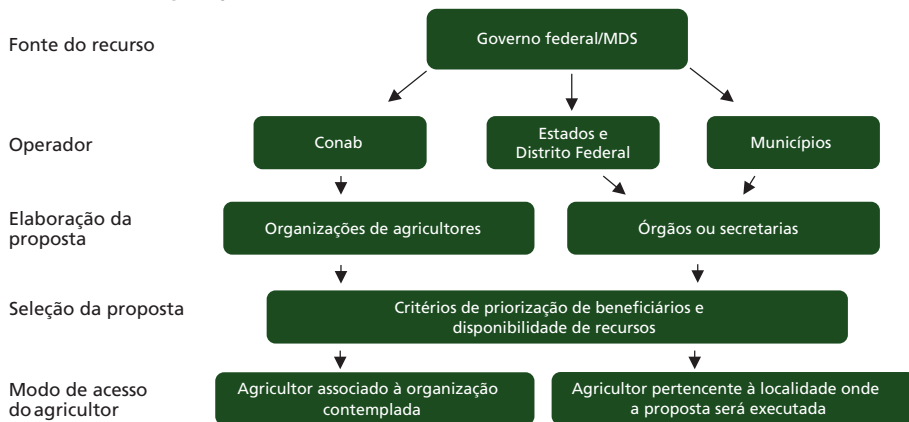 Fonte do recurso
Governo federal/MDS
Operador
Conab
Estados e
Distrito Federal
Municípios
Elaboração da
proposta
Organizações de agricultores
Órgãos ou secretarias
Seleção da proposta
Critérios de priorização de beneficiários e
disponibilidade de recursos
Modo de acesso
do agricultor
Agricultor associado à organização
contemplada
Agricultor pertencente à localidade onde
a proposta será executada